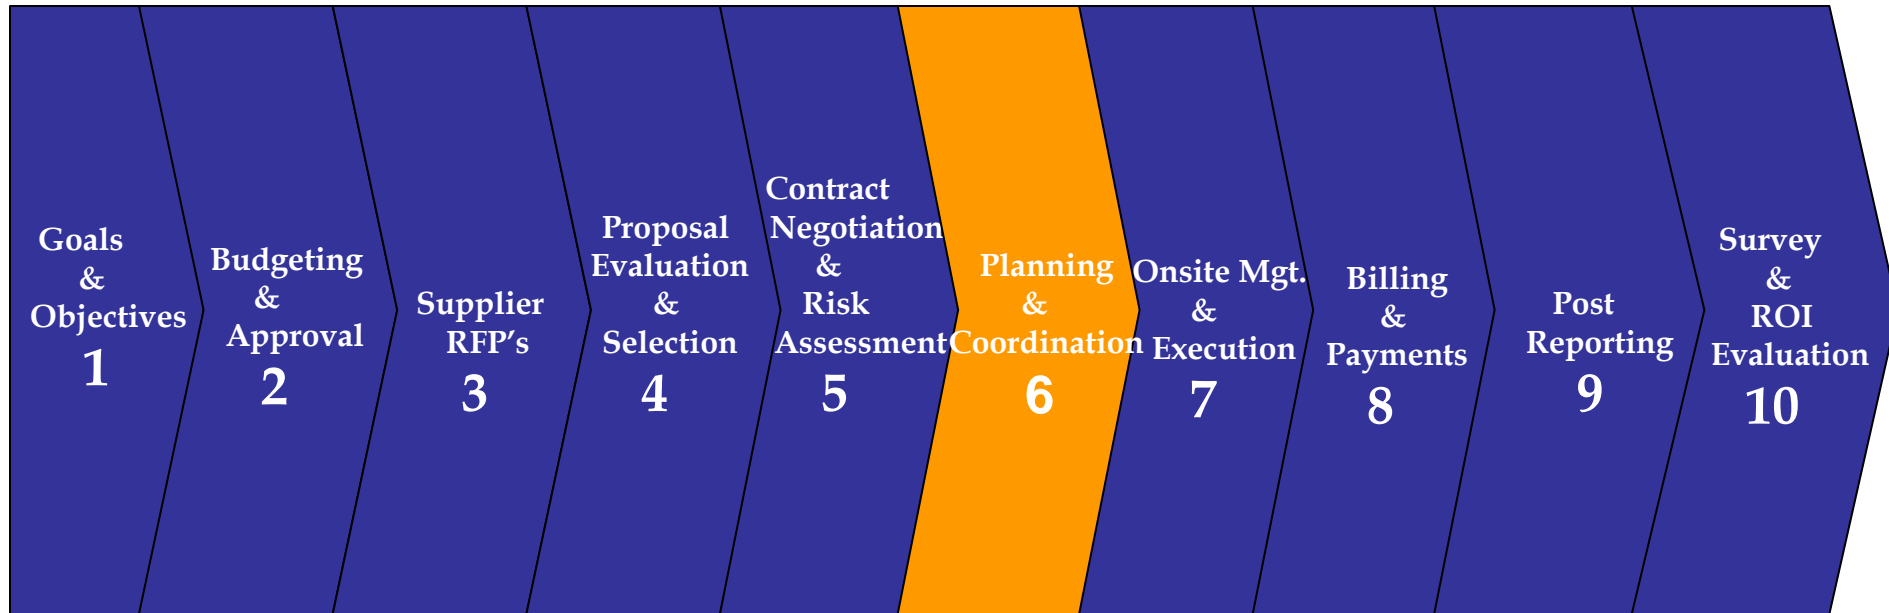 Goals
&
Objectives
1
Budgeting
&
Approval
2
Supplier
RFP's
3
Proposal
Evaluation
&
Selection
4
Contract
Negotiation
&
Risk
Assessment
5
Planning
&
Coordination
6
Onsite Mgt.
&
Execution
7
Billing
&
Payments
8
Post
Reporting
9
Survey
&
ROI
Evaluation
10